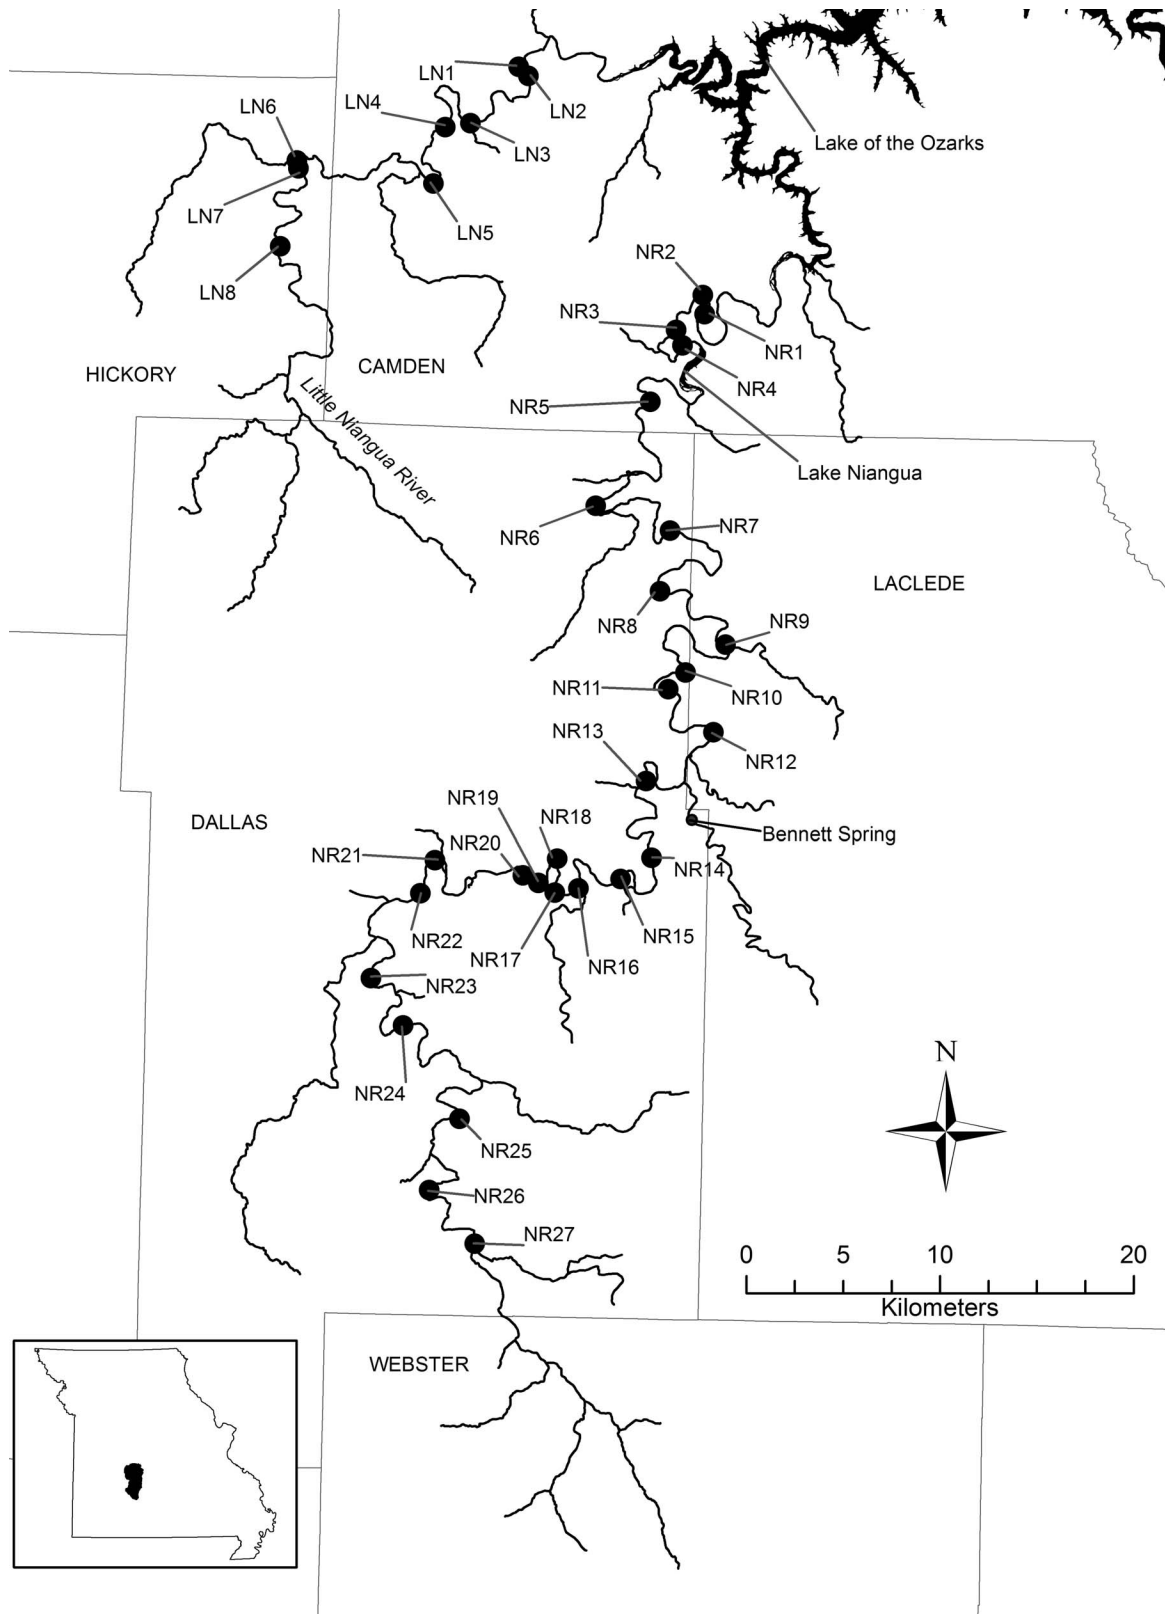 LN1
LN2
LN4
LN6
LN3
Lake of the Ozarks
LN7
LN5
NR2
LN8
NR3
NR1
HICKORY
CAMDEN
NR4
NR5
Little Niangua River
Lake Niangua
NR6
NR7
LACLEDE
NR8
NR9
NR11
NR10
NR13
NR12
NR19
DALLAS
NR18
Bennett Spring
NR20
NR21
NR14
NR22
NR17
NR15
NR16
NR23
N
NR24
NR25
NR26
NR27
0 5 10 20
Kilometers
WEBSTER